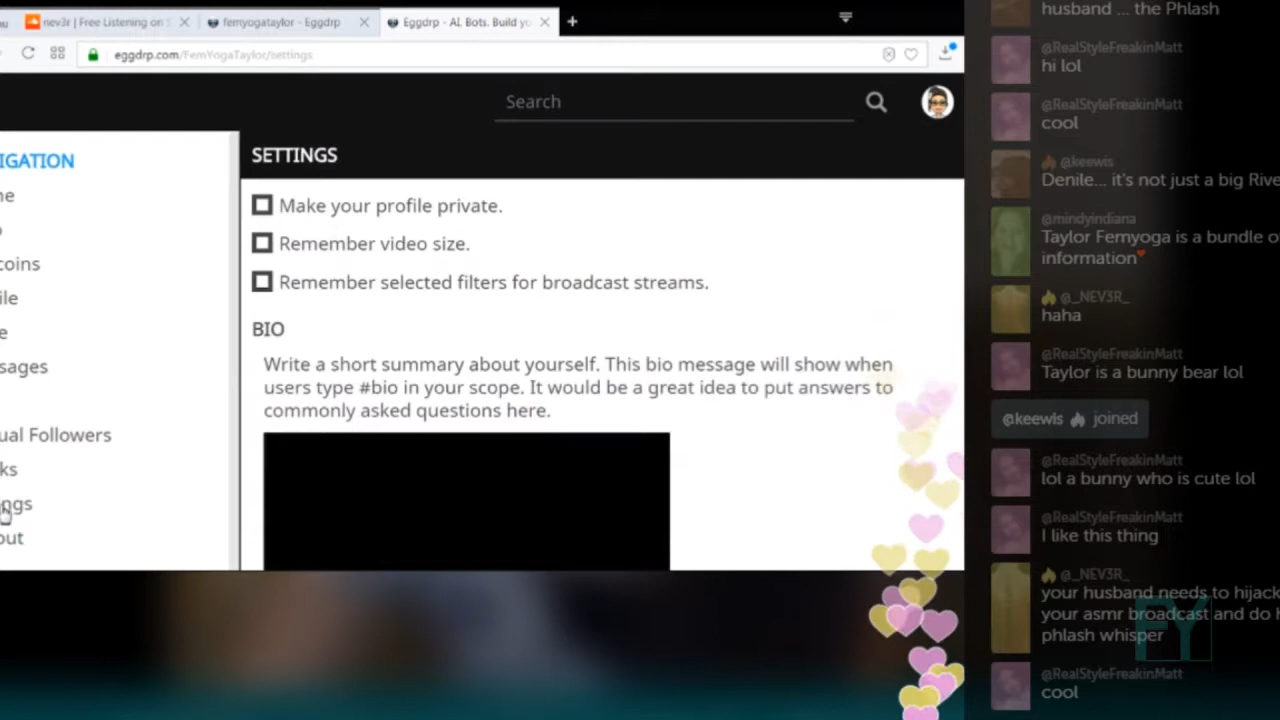 nev3r | Free Listening on
femyogataylor - Eggdrp
Eggdrp - A.I. Bots. Build yo
eggdrp.com/FemYogaTaylor/settings
Search
IGATION
coins
ile
sages
ual Followers
ks
ngs
out
SETTINGS
Make your profile private.
Remember video size.
Remember selected filters for broadcast streams.
BIO
Write a short summary about yourself. This bio message will show when
users type #bio in your scope. It would be a great idea to put answers to
commonly asked questions here.
husband ... the Phlash
@RealStyleFreakinMatt
hi lol
@RealStyleFreakinMatt
cool
@keewis
Denile... it's not just a big Rive
@mindyindiana
Taylor Femyoga is a bundle o
information
@_NEV3R_
haha
@RealStyleFreakinMatt
Taylor is a bunny bear lol
@keewis joined
@RealStyleFreakinMatt
lol a bunny who is cute lol
@RealStyleFreakinMatt
I like this thing
@_NEV3R_
your husband needs to hijack
your asmr broadcast and do h
phlash whisper
FY
@RealStyleFreakinMatt
cool